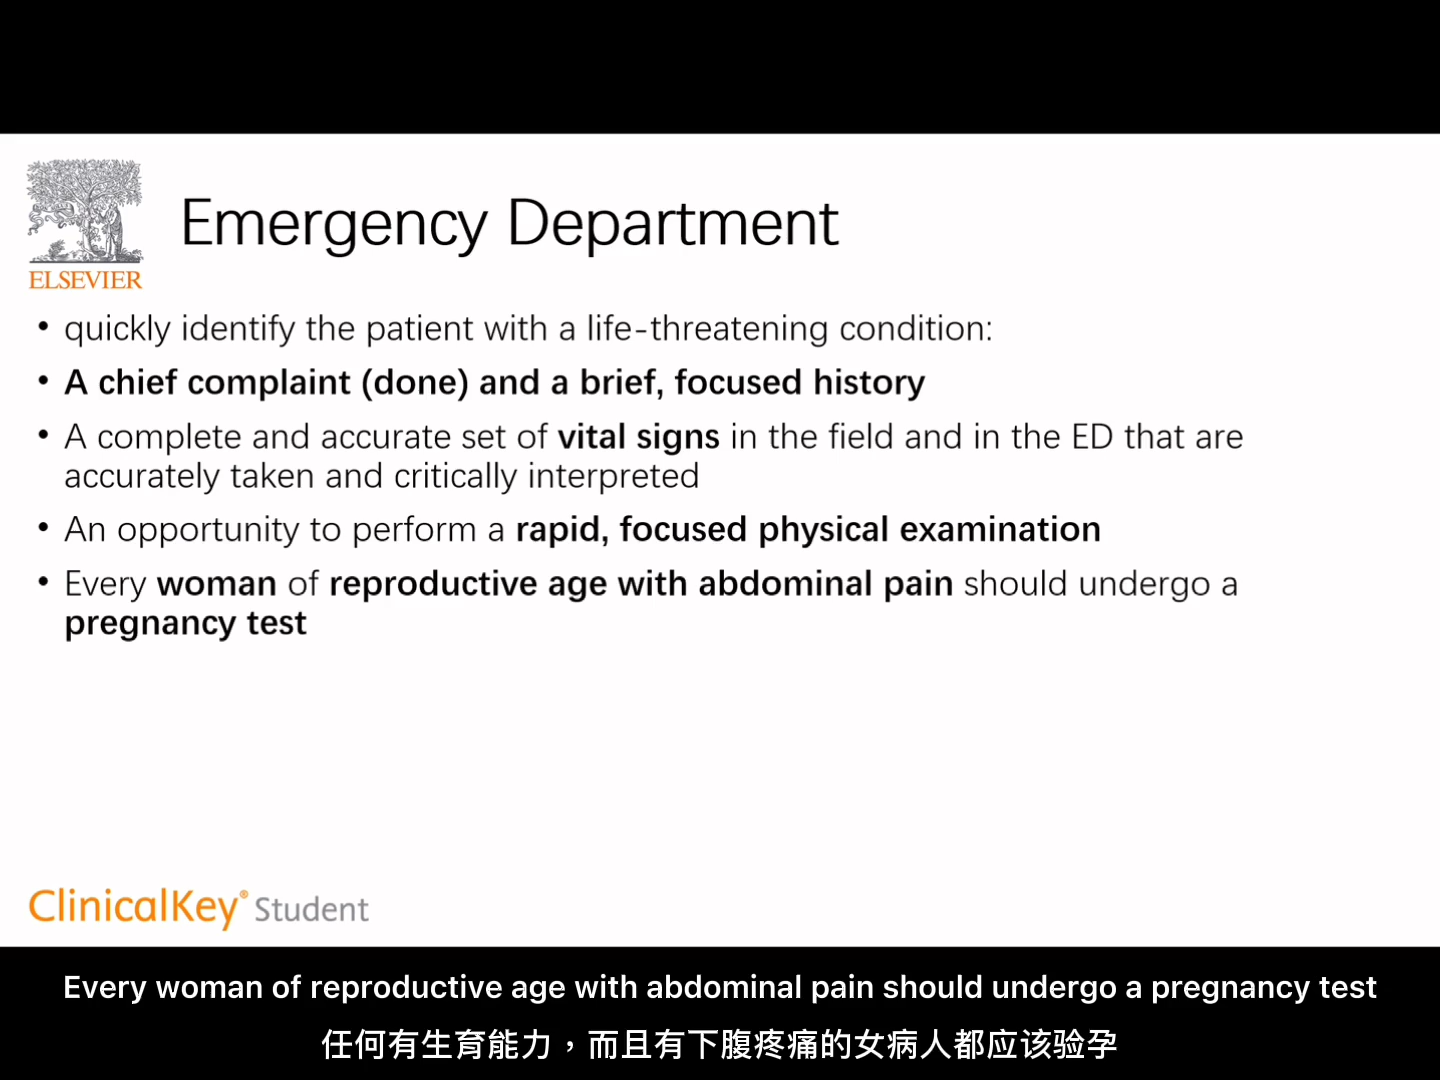 ELSEVIER
Emergency Department
• quickly identify the patient with a life-threatening condition:
• A chief complaint (done) and a brief, focused history
• A complete and accurate set of vital signs in the field and in the ED that are
accurately taken and critically interpreted
• An opportunity to perform a rapid, focused physical examination
• Every woman of reproductive age with abdominal pain should undergo a
pregnancy test
ClinicalKey® Student
Every woman of reproductive age with abdominal pain should undergo a pregnancy test
任何有生育能力，而且有下腹疼痛的女病人都应该验孕